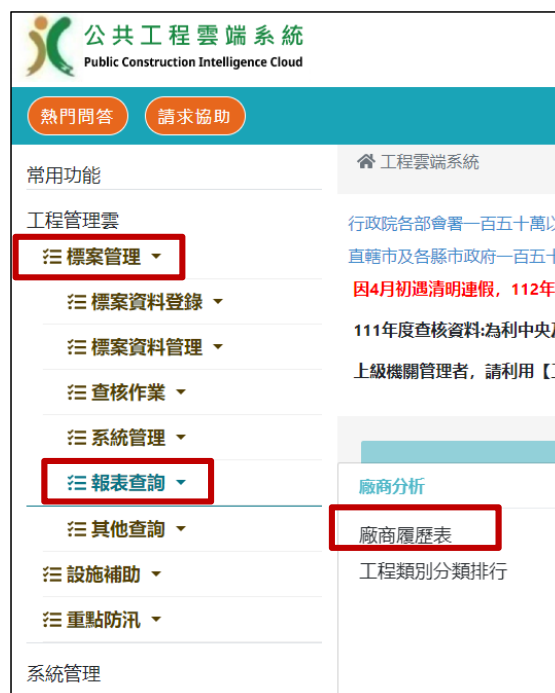 公共工程雲端系統
Public Construction Intelligence Cloud
熱門問答 請求協助
常用功能
工程管理雲
標案管理
標案資料登錄
標案資料管理
查核作業
系統管理
報表查詢
其他查詢
設施補助
重點防汛
系統管理
工程雲端系統
行政院各部會署一百五十萬以
直轄市及各縣市政府一百五十
因4月初遇清明連假，112年
111年度查核資料:為利中央及
上級機關管理者，請利用【
廠商分析
廠商履歷表
工程類別分類排行